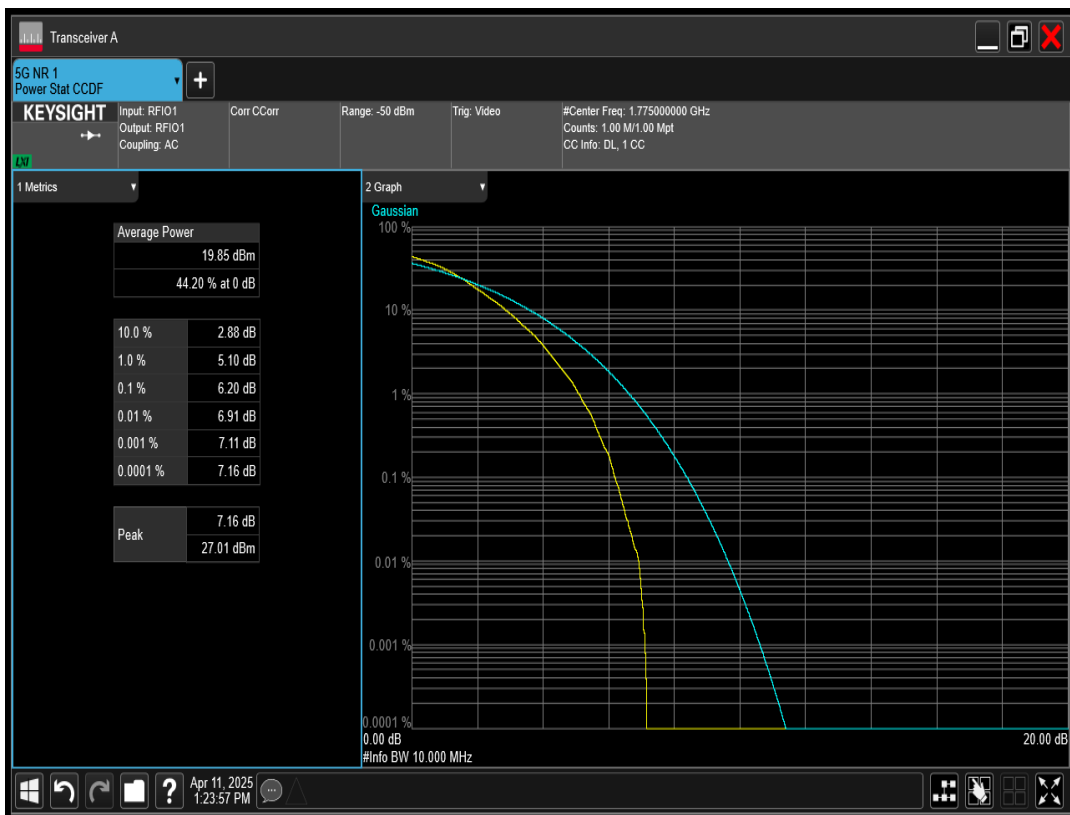 Transceiver A
5G NR 1
Power Stat CCDF
+
KEYSIGHT
LXI
Input: RFIO1
Output: RFIO1
Coupling: AC
Corr CCorr
Range: -50 dBm
Trig: Video
#Center Freq: 1.775000000 GHz
Counts: 1.00 M/1.00 Mpt
CC Info: DL, 1 CC
1 Metrics
Average Power
19.85 dBm
44.20 % at 0 dB
10.0 % 2.88 dB
1.0 % 5.10 dB
0.1 % 6.20 dB
0.01 % 6.91 dB
0.001 % 7.11 dB
0.0001 % 7.16 dB
Peak 7.16 dB
27.01 dBm
2 Graph
Gaussian
100 %
10 %
1 %
0.1 %
0.01 %
0.001 %
0.0001 %
0.00 dB 20.00 dB
#Info BW 10.000 MHz
?
Apr 11, 2025
1:23:57 PM